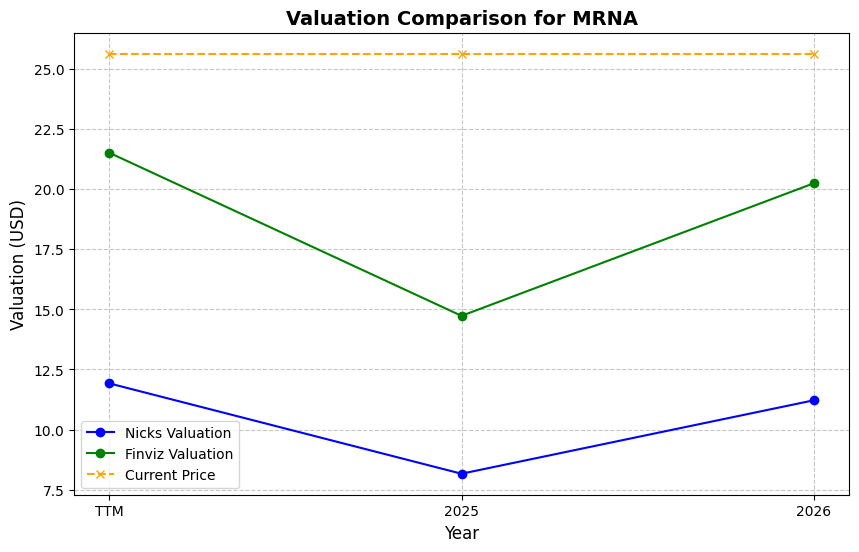 Valuation Comparison for MRNA
Valuation (USD)
25.0
22.5
20.0
17.5
15.0
12.5
10.0
7.5
Nicks Valuation
Finviz Valuation
Current Price
TTM
2025
2026
Year